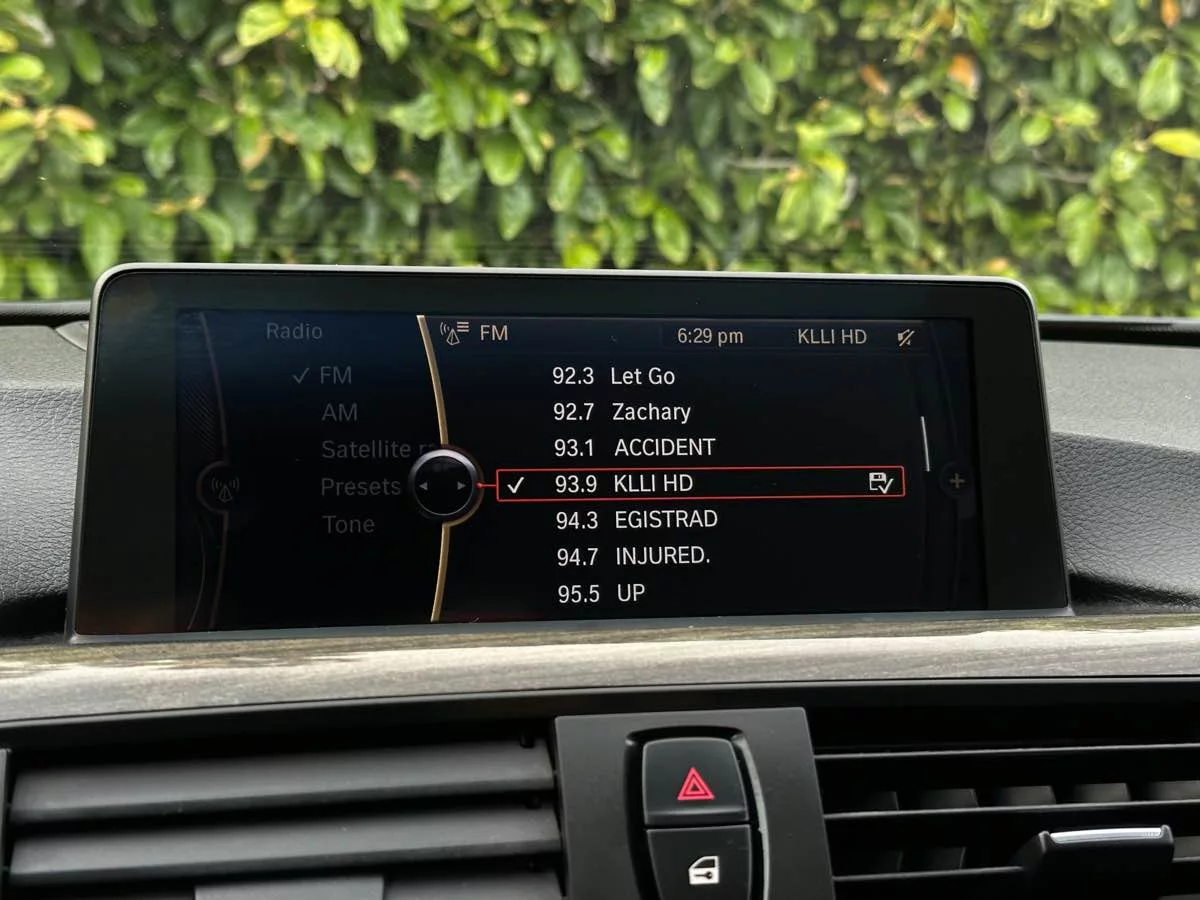 Radio
FM
6:29 pm
KLLI HD
FM
AM
Satellite
Presets
Tone
92.3 Let Go
92.7 Zachary
93.1 ACCIDENT
93.9 KLLI HD
94.3 EGISTRAD
94.7 INJURED.
95.5 UP